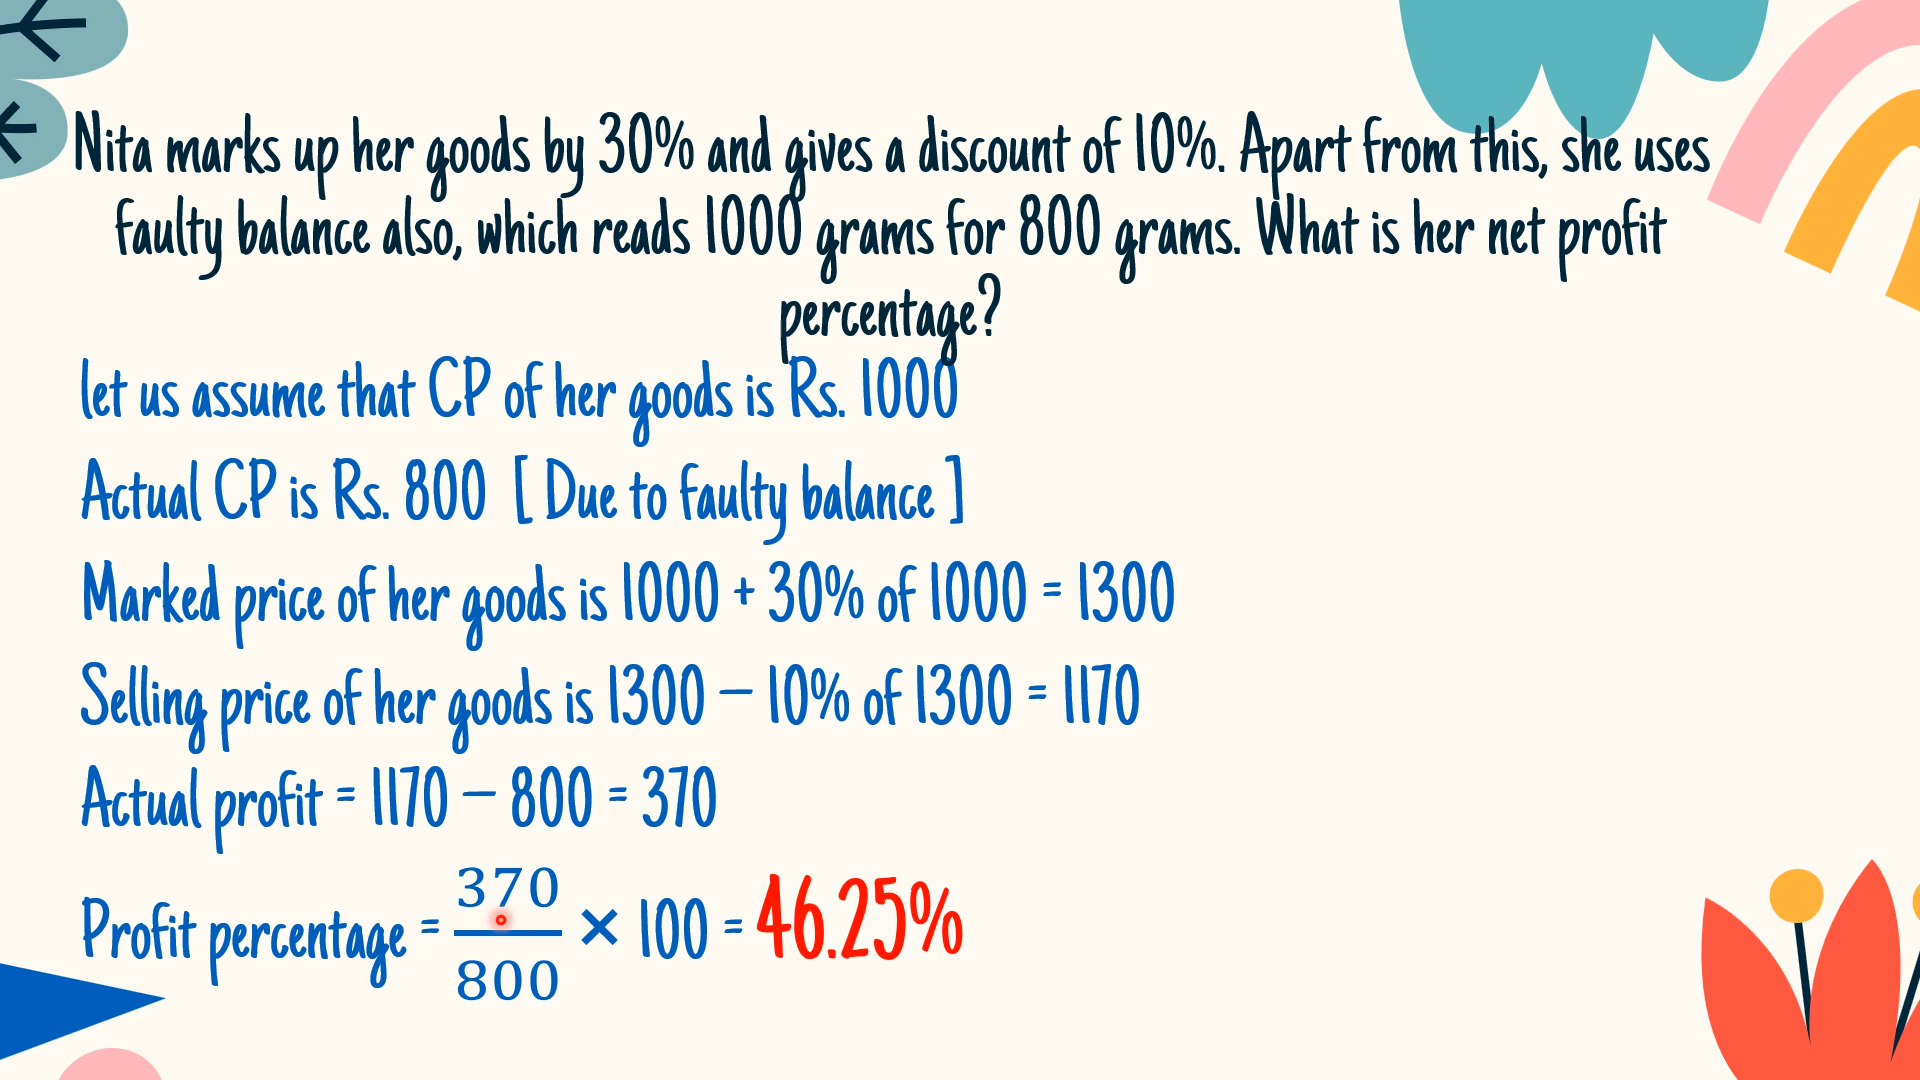 Nita marks up her goods by 30% and gives a discount of 10%. Apart from this, she uses
faulty balance also, which reads 1000 grams for 800 grams. What is her net profit
percentage?
let us assume that CP of her goods is Rs. 1000
Actual CP is Rs. 800 [ Due to faulty balance ]
Marked price of her goods is 1000 + 30% of 1000 = 1300
Selling price of her goods is 1300 – 10% of 1300 = 1170
Actual profit = 1170 – 800 = 370
Profit percentage = 370/800 × 100 = 46.25%